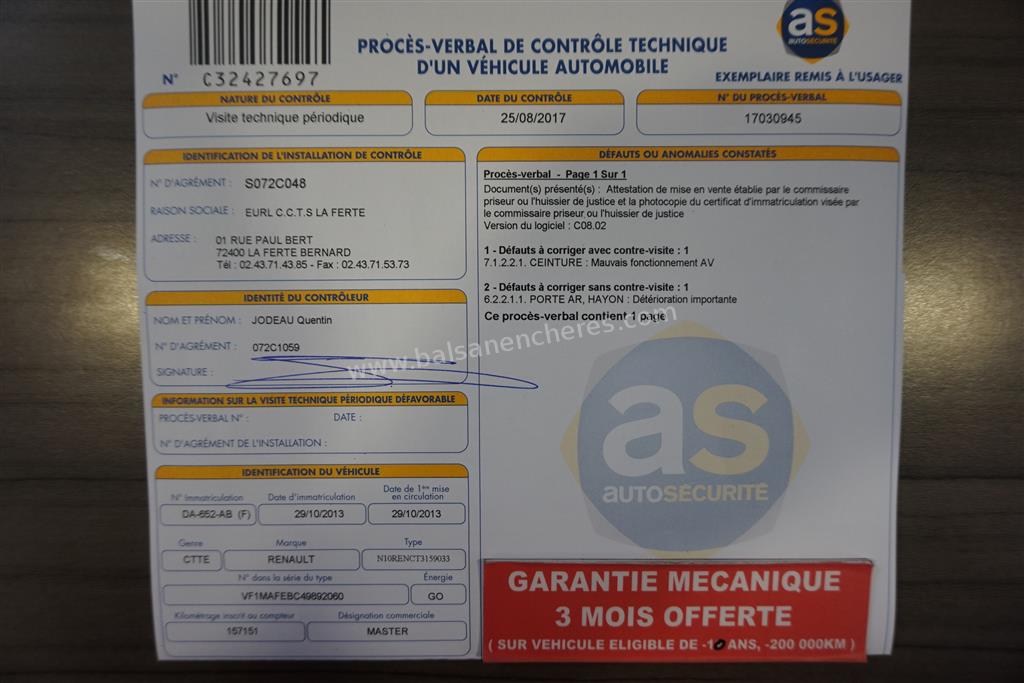 N° C32427697
PROCÈS-VERBAL DE CONTRÔLE TECHNIQUE
D'UN VÉHICULE AUTOMOBILE
as
AUTOSÉCURITÉ
EXEMPLAIRE REMIS À L'USAGER
NATURE DU CONTRÔLE
Visite technique périodique
DATE DU CONTRÔLE
25/08/2017
N° DU PROCÈS-VERBAL
17030945
IDENTIFICATION DE L'INSTALLATION DE CONTRÔLE
N° D'AGRÉMENT : S072C048
RAISON SOCIALE : EURL C.C.T.S LA FERTE
ADRESSE : 01 RUE PAUL BERT
72400 LA FERTE BERNARD
Tél : 02.43.71.43.85 - Fax : 02.43.71.53.73
IDENTITÉ DU CONTRÔLEUR
NOM ET PRÉNOM : JODEAU Quentin
N° D'AGRÉMENT : 072C1059
SIGNATURE :
INFORMATION SUR LA VISITE TECHNIQUE PÉRIODIQUE DÉFAVORABLE
PROCÈS-VERBAL N° : DATE :
N° D'AGRÉMENT DE L'INSTALLATION :
IDENTIFICATION DU VÉHICULE
N° Immatriculation Date d'immatriculation Date de 1ère mise
en circulation
DA-652-AB (F) 29/10/2013 29/10/2013
Genre Marque Type
CTTE RENAULT N10RENCT3159033
N° dans la série du type Énergie
VF1MAFEBC49892060 GO
Kilométrage inscrit au compteur Désignation commerciale
157151 MASTER
DÉFAUTS OU ANOMALIES CONSTATÉS
Procès-verbal - Page 1 Sur 1
Document(s) présenté(s) : Attestation de mise en vente établie par le commissaire
priseur ou l'huissier de justice et la photocopie du certificat d'immatriculation visée par
le commissaire priseur ou l'huissier de justice
Version du logiciel : C08.02
1 - Défauts à corriger avec contre-visite : 1
7.1.2.2.1. CEINTURE : Mauvais fonctionnement AV
2 - Défauts à corriger sans contre-visite : 1
6.2.2.1.1. PORTE AR, HAYON : Détérioration importante
Ce procès-verbal contient 1 page
www.balsanencheres.com
as
AUTOSÉCURITÉ
GARANTIE MECANIQUE
3 MOIS OFFERTE
( SUR VEHICULE ELIGIBLE DE -10 ANS, -200 000KM )